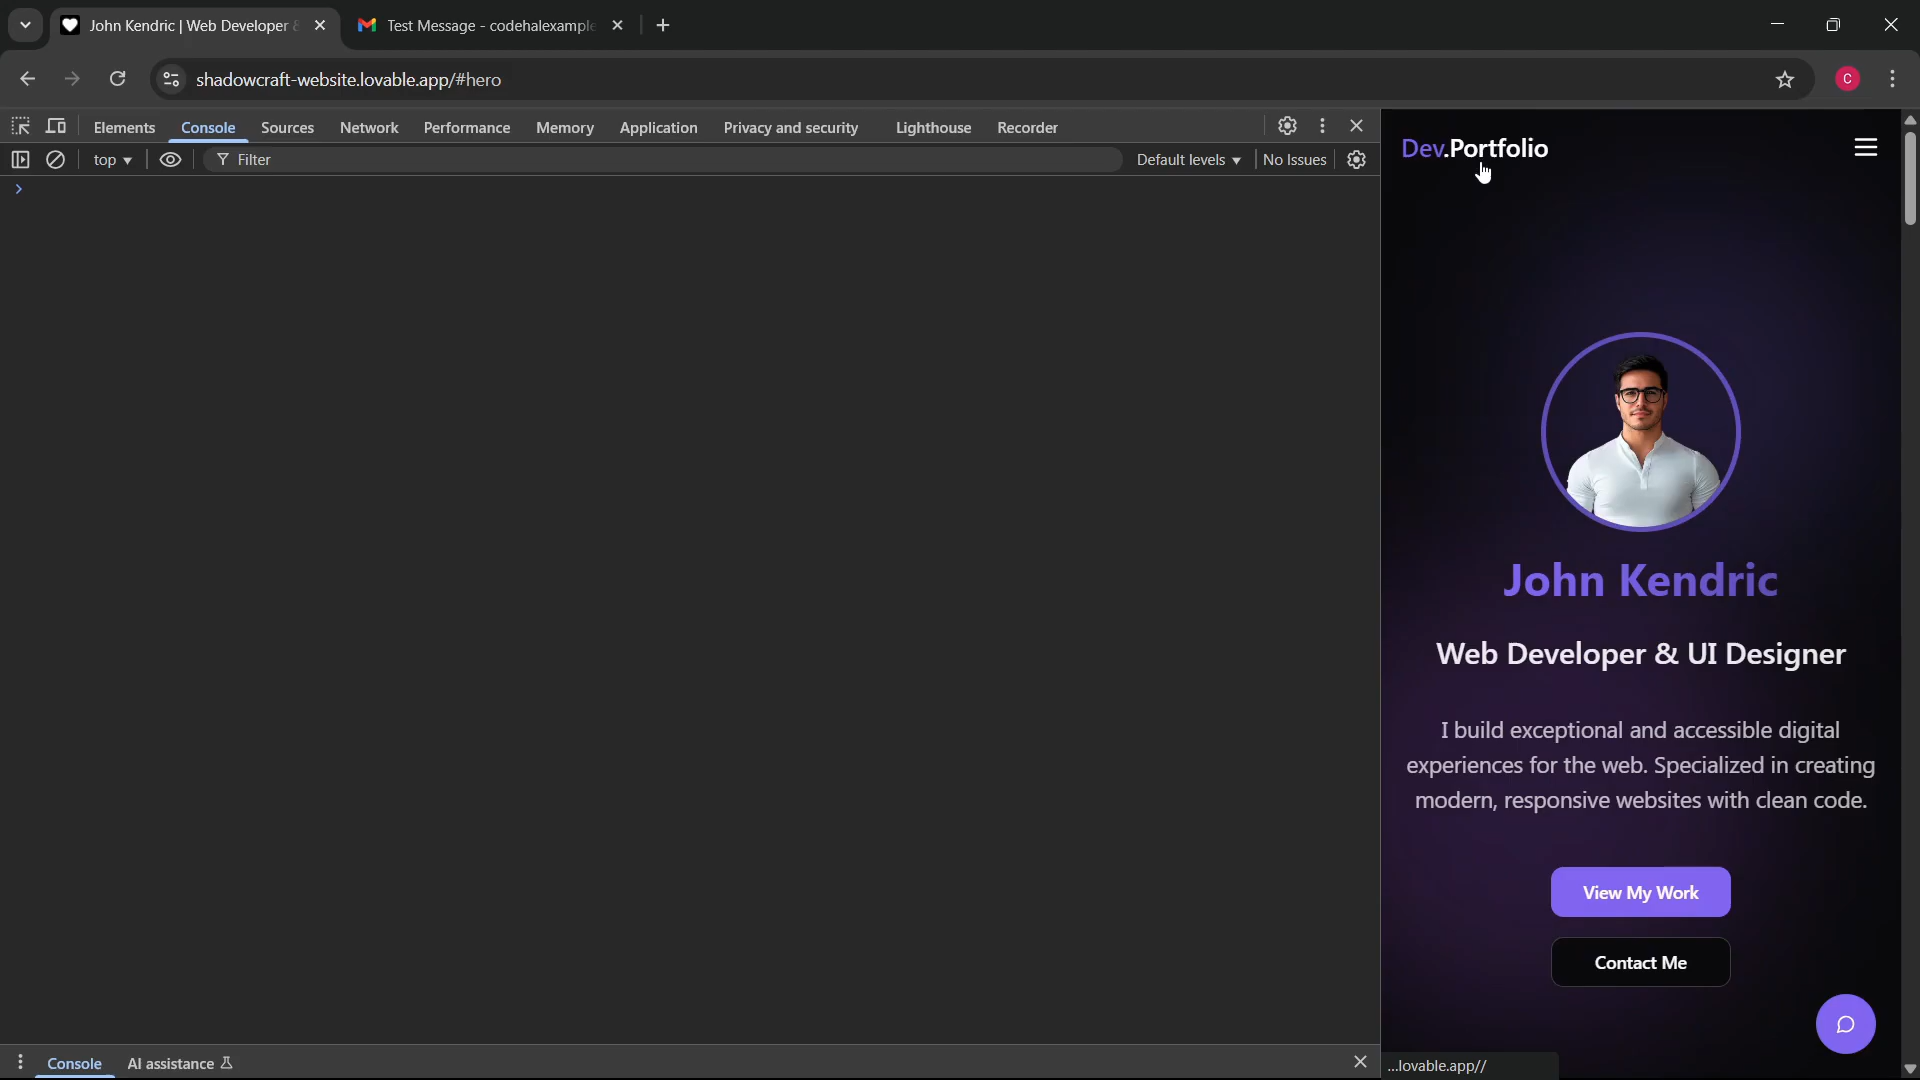 John Kendric | Web Developer &
Test Message - codehalexample
shadowcraft-website.lovable.app/#hero
C
Elements
Console
Sources
Network
Performance
Memory
Application
Privacy and security
Lighthouse
Recorder
top
Filter
Default levels
No Issues
Dev.Portfolio
John Kendric
Web Developer & UI Designer
I build exceptional and accessible digital
experiences for the web. Specialized in creating
modern, responsive websites with clean code.
View My Work
Contact Me
Console
AI assistance
...lovable.app//